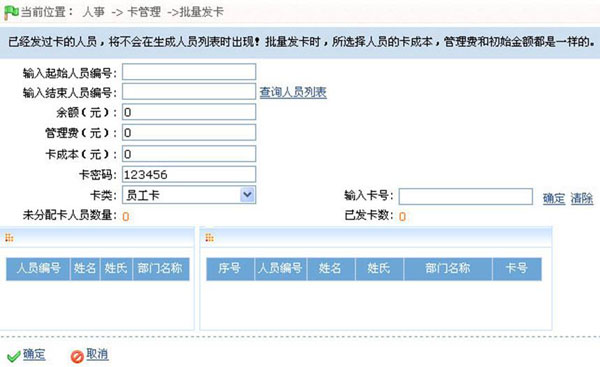 当前位置： 人事 -> 卡管理 ->批量发卡
已经发过卡的人员，将不会在生成人员列表时出现！批量发卡时，所选择人员的卡成本，管理费和初始金额都是一样的。
输入起始人员编号：
输入结束人员编号： 查询人员列表
余额（元）：0
管理费（元）：0
卡成本（元）：0
卡密码：123456
卡类：员工卡 输入卡号： 确定 清除
未分配卡人员数量：0 已发卡数：0
人员编号 姓名 姓氏 部门名称 序号 人员编号 姓名 姓氏 部门名称 卡号
确定 取消